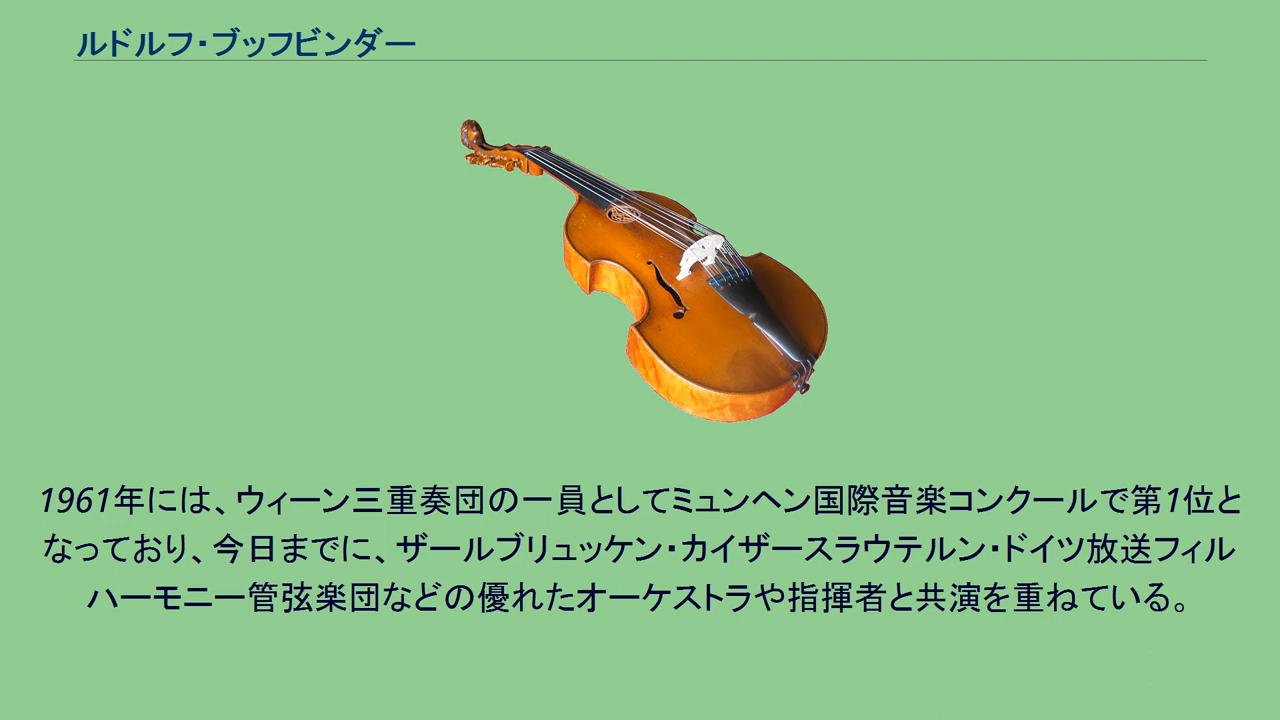 ルドルフ・ブッフビンダー
1961年には、ウィーン三重奏団の一員としてミュンヘン国際音楽コンクールで第1位と
なっており、今日までに、ザールブリュッケン・カイザースラウテルン・ドイツ放送フィル
ハーモニー管弦楽団などの優れたオーケストラや指揮者と共演を重ねている。